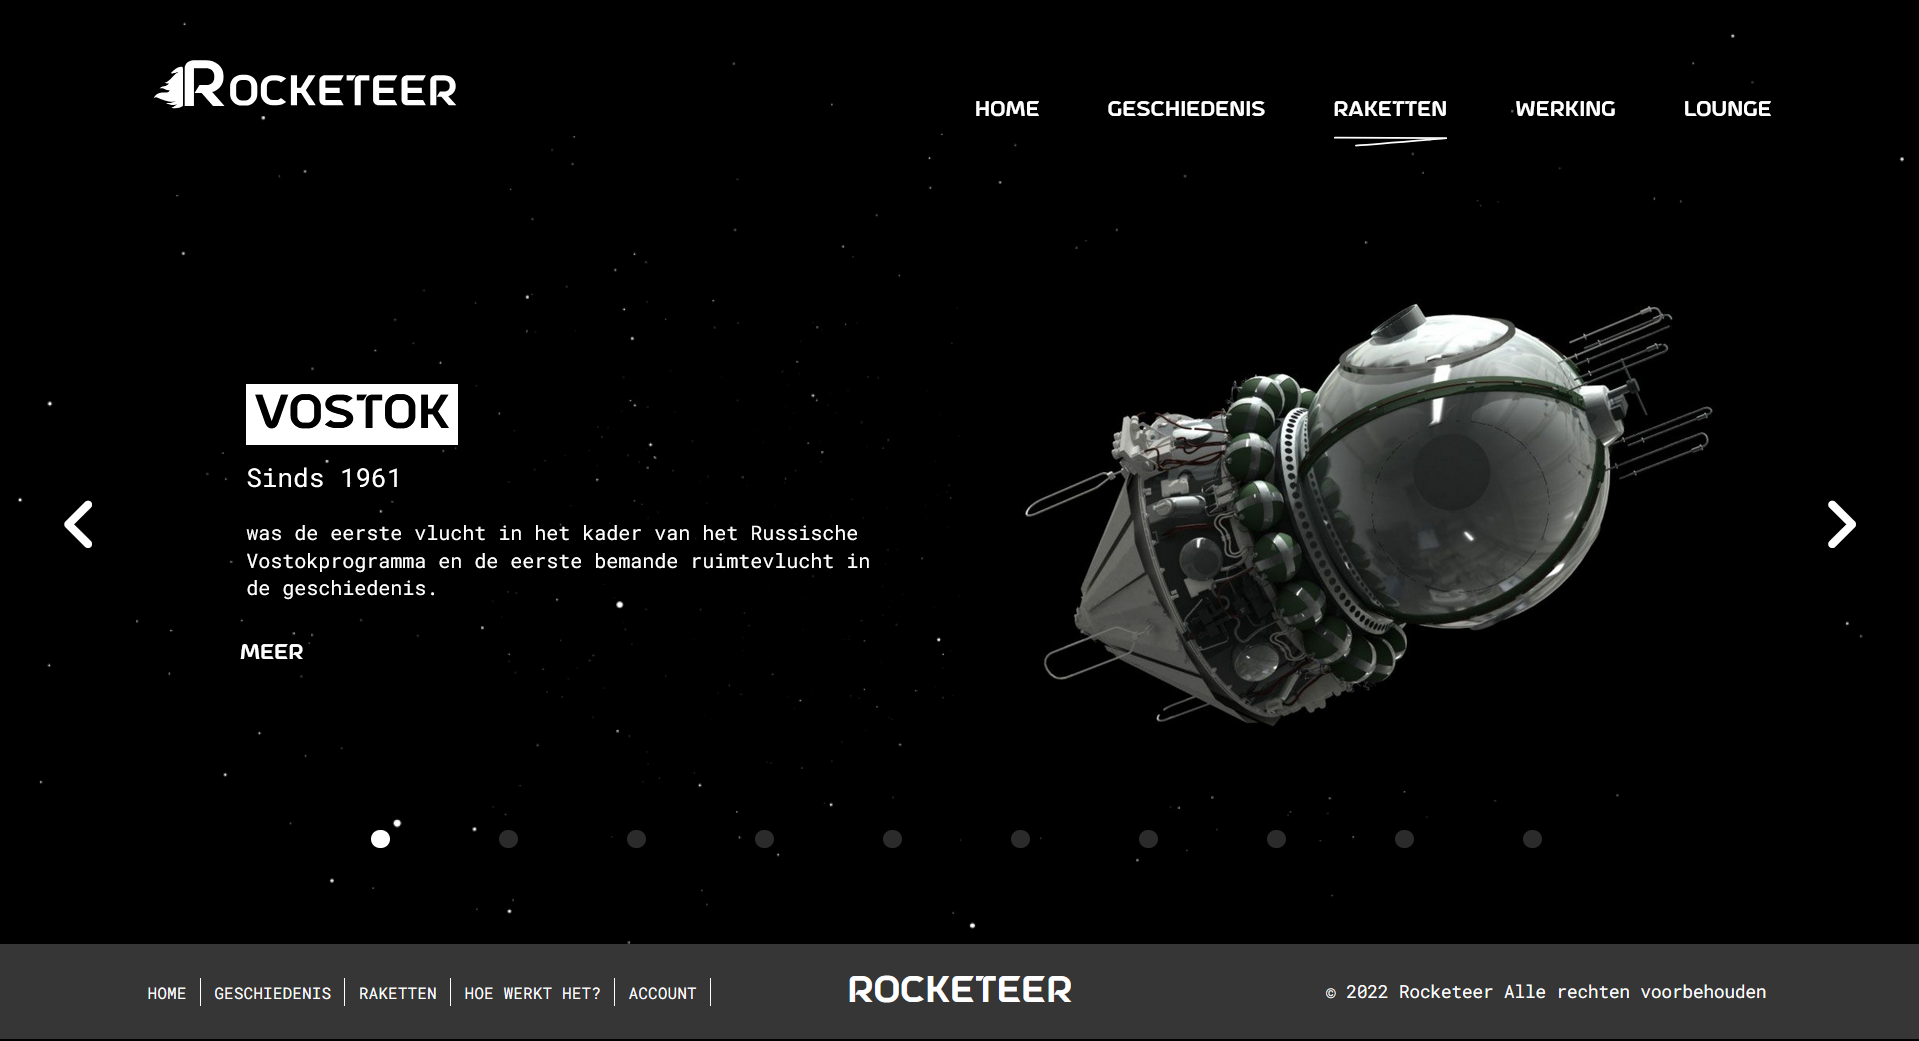 ROCKETEER
HOME GESCHIEDENIS RAKETTEN WERKING LOUNGE
VOSTOK
Sinds 1961
was de eerste vlucht in het kader van het Russische
Vostokprogramma en de eerste bemande ruimtevlucht in
de geschiedenis.
MEER
HOME GESCHIEDENIS RAKETTEN HOE WERKT HET? ACCOUNT
ROCKETEER
© 2022 Rocketeer Alle rechten voorbehouden